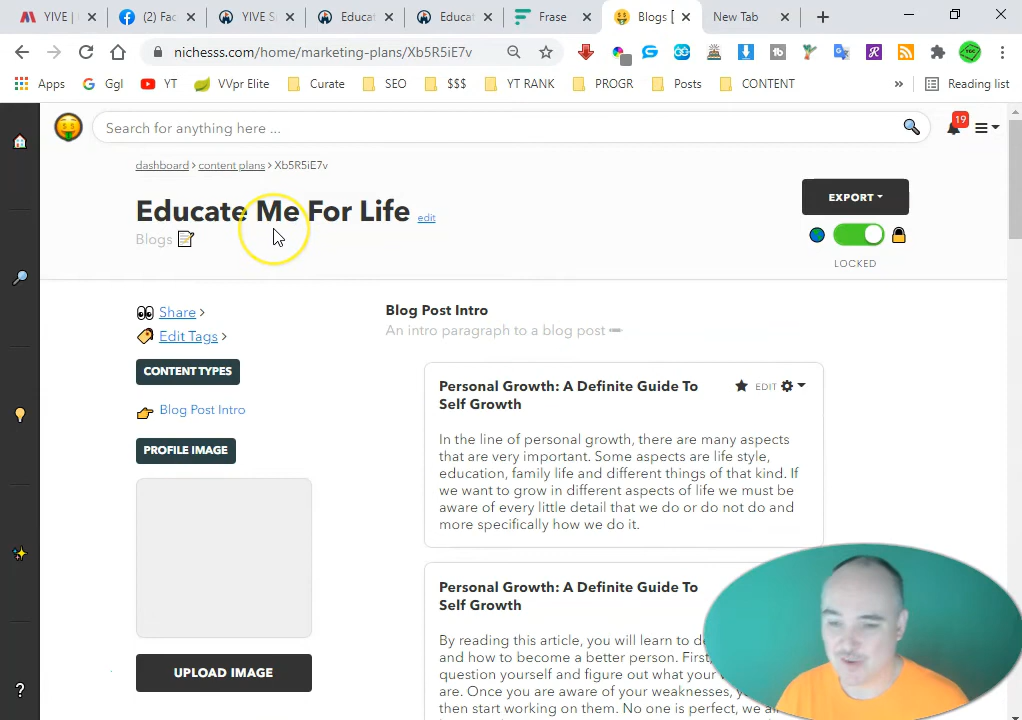 YIVE |
(2) Fac
YIVE S
Educat
Educat
Frase
Blogs [
New Tab
nichesss.com/home/marketing-plans/Xb5R5iE7v
Apps
Ggl
YT
VVpr Elite
Curate
SEO
$$$
YT RANK
PROGR
Posts
CONTENT
»
Reading list
Search for anything here ...
19
dashboard > content plans > Xb5R5iE7v
Educate Me For Life edit
EXPORT
Blogs
LOCKED
Share >
Edit Tags >
CONTENT TYPES
Blog Post Intro
PROFILE IMAGE
UPLOAD IMAGE
Blog Post Intro
An intro paragraph to a blog post
Personal Growth: A Definite Guide To
Self Growth
EDIT
In the line of personal growth, there are many aspects
that are very important. Some aspects are life style,
education, family life and different things of that kind. If
we want to grow in different aspects of life we must be
aware of every little detail that we do or do not do and
more specifically how we do it.
Personal Growth: A Definite Guide To
Self Growth
By reading this article, you will learn to
and how to become a better person. First,
question yourself and figure out what your
are. Once you are aware of your weaknesses,
then start working on them. No one is perfect, we
?